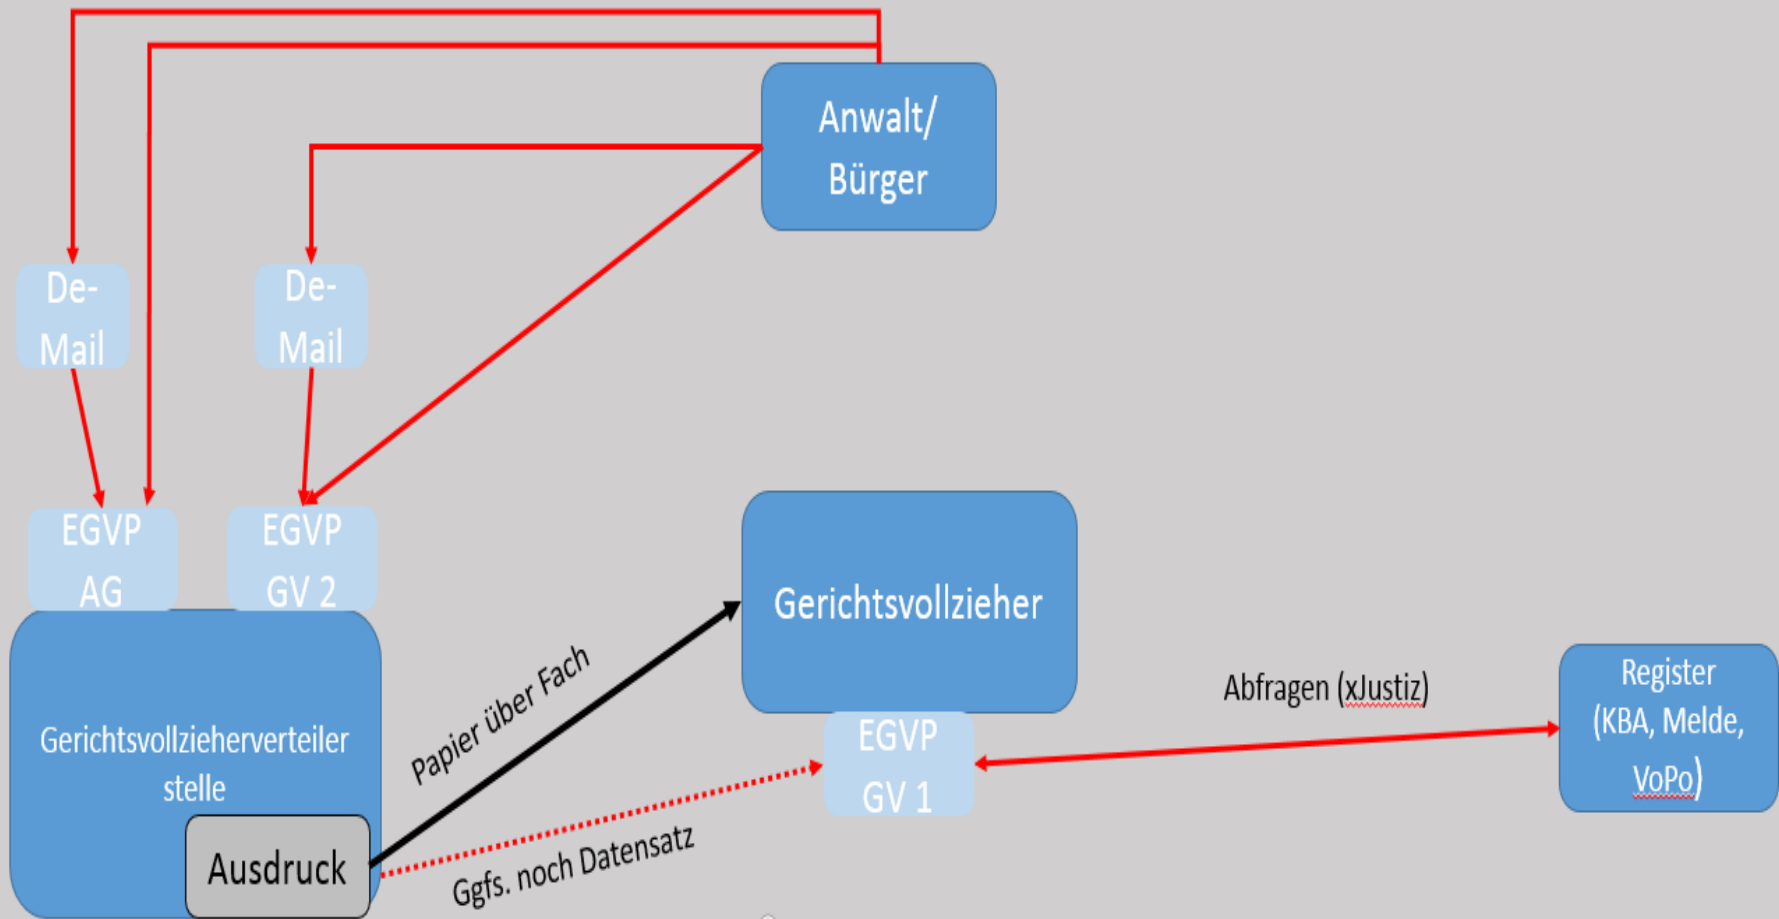 Anwalt/
Bürger
De-
Mail
De-
Mail
EGVP
AG
EGVP
GV 2
Gerichtsvollzieher
Papier über Fach
Abfragen (xJustiz)
Register
(KBA, Melde,
VoPo)
Gerichtsvollzieherverteiler
stelle
EGVP
GV 1
Ausdruck
Ggfs. noch Datensatz